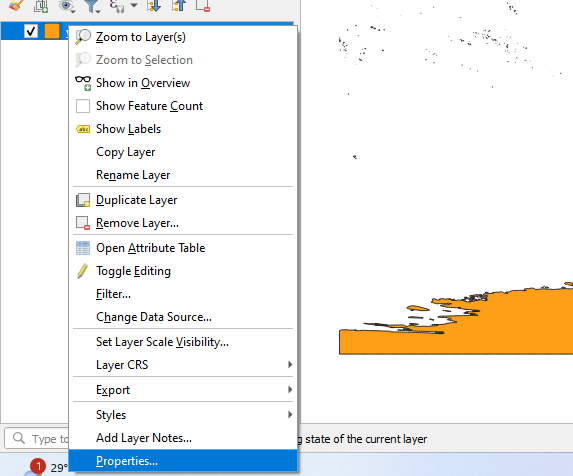 Zoom to Layer(s)
Zoom to Selection
Show in Overview
Show Feature Count
abc Show Labels
Copy Layer
Rename Layer
Duplicate Layer
Remove Layer...
Open Attribute Table
Toggle Editing
Filter...
Change Data Source...
Set Layer Scale Visibility...
Layer CRS
Export
Styles
Add Layer Notes...
Type to g state of the current layer
Properties...
1 29°